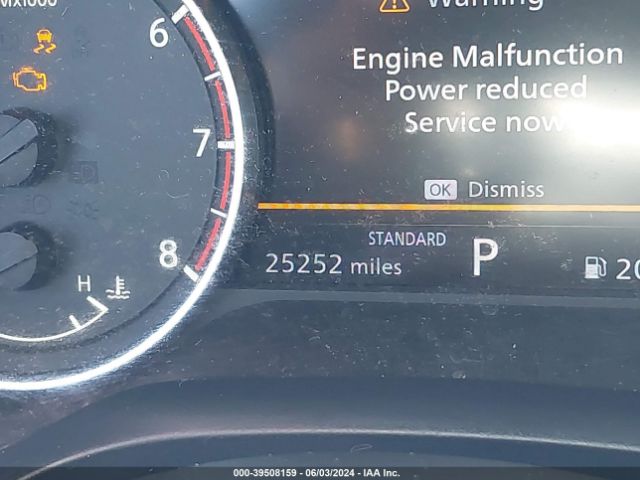 6
7
8
H
Warning
Engine Malfunction
Power reduced
Service now
OK Dismiss
STANDARD
25252 miles
P
000-39508159 - 06/03/2024 - IAA Inc.